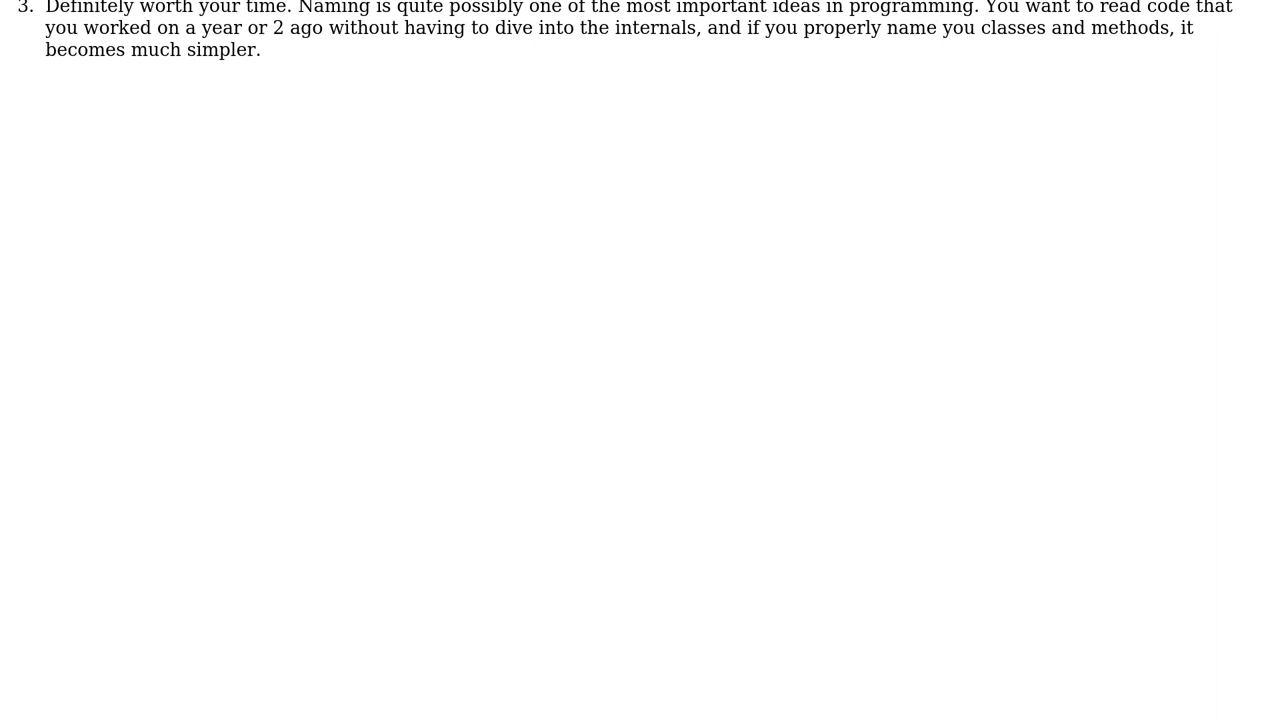 3. Definitely worth your time. Naming is quite possibly one of the most important ideas in programming. You want to read code that
you worked on a year or 2 ago without having to dive into the internals, and if you properly name you classes and methods, it
becomes much simpler.